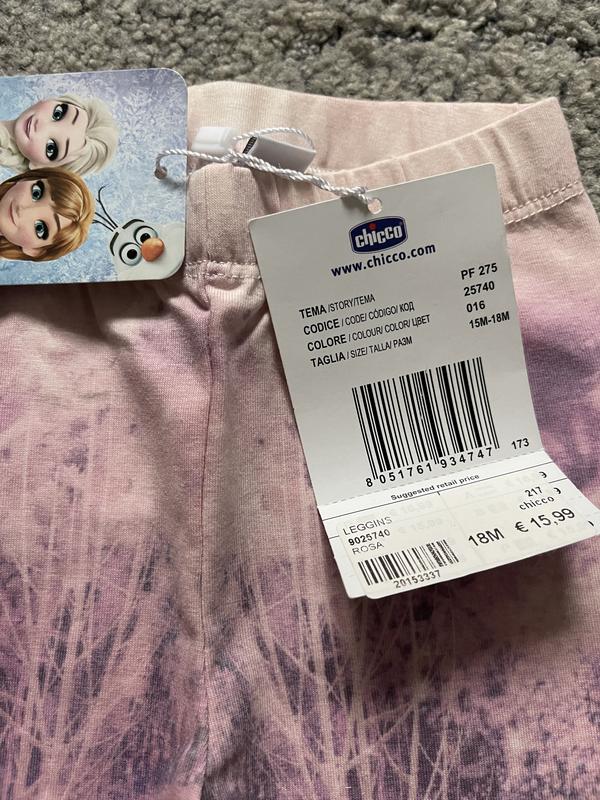 chicco
www.chicco.com
TEMA /STORY/TEMA PF 275
CODICE / CODE/ CÓDIGO/ КОД 25740
COLORE / COLOUR/ COLOR/ ЦВЕТ 016
TAGLIA / SIZE/ TALLA/ РАЗМ 15M-18M
8 051761 934747 173
Suggested retail price
LEGGINS 217
9025740 chicco
ROSA 18M € 15,99
20153337